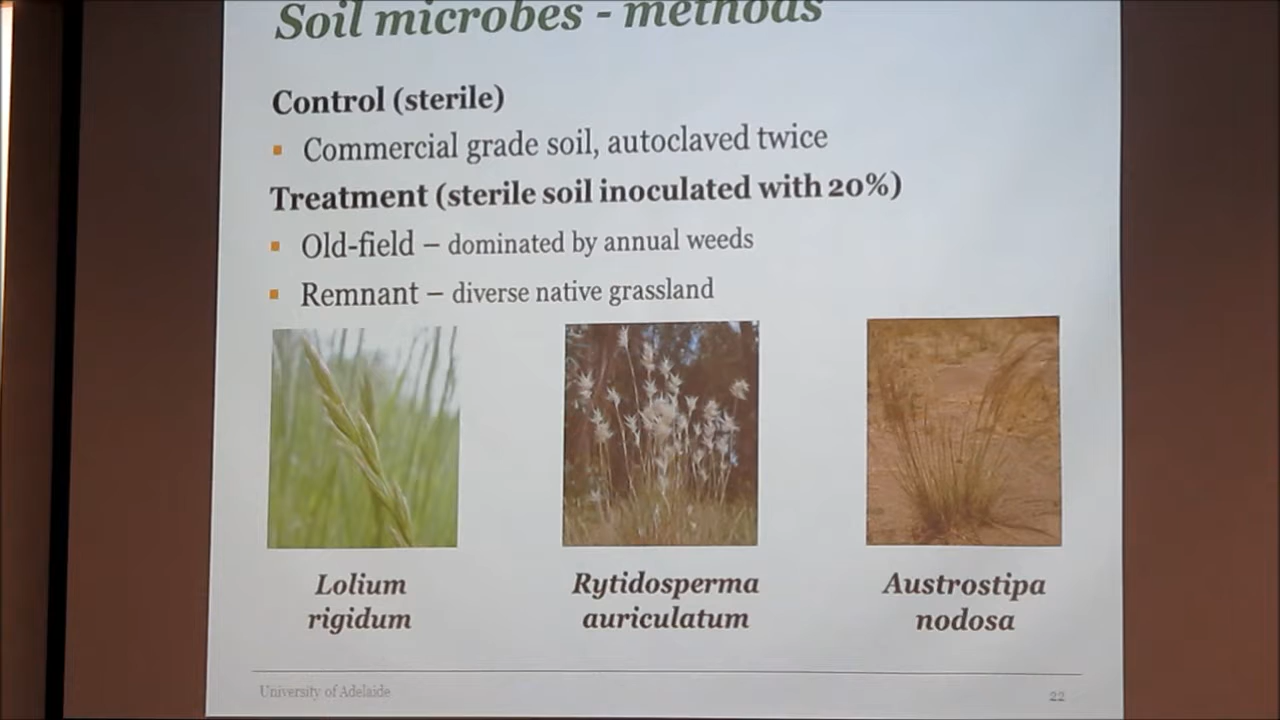 Soil microbes - methods
Control (sterile)
Commercial grade soil, autoclaved twice
Treatment (sterile soil inoculated with 20%)
Old-field – dominated by annual weeds
Remnant – diverse native grassland
Lolium
rigidum
Rytidosperma
auriculatum
Austrostipa
nodosa
University of Adelaide
22